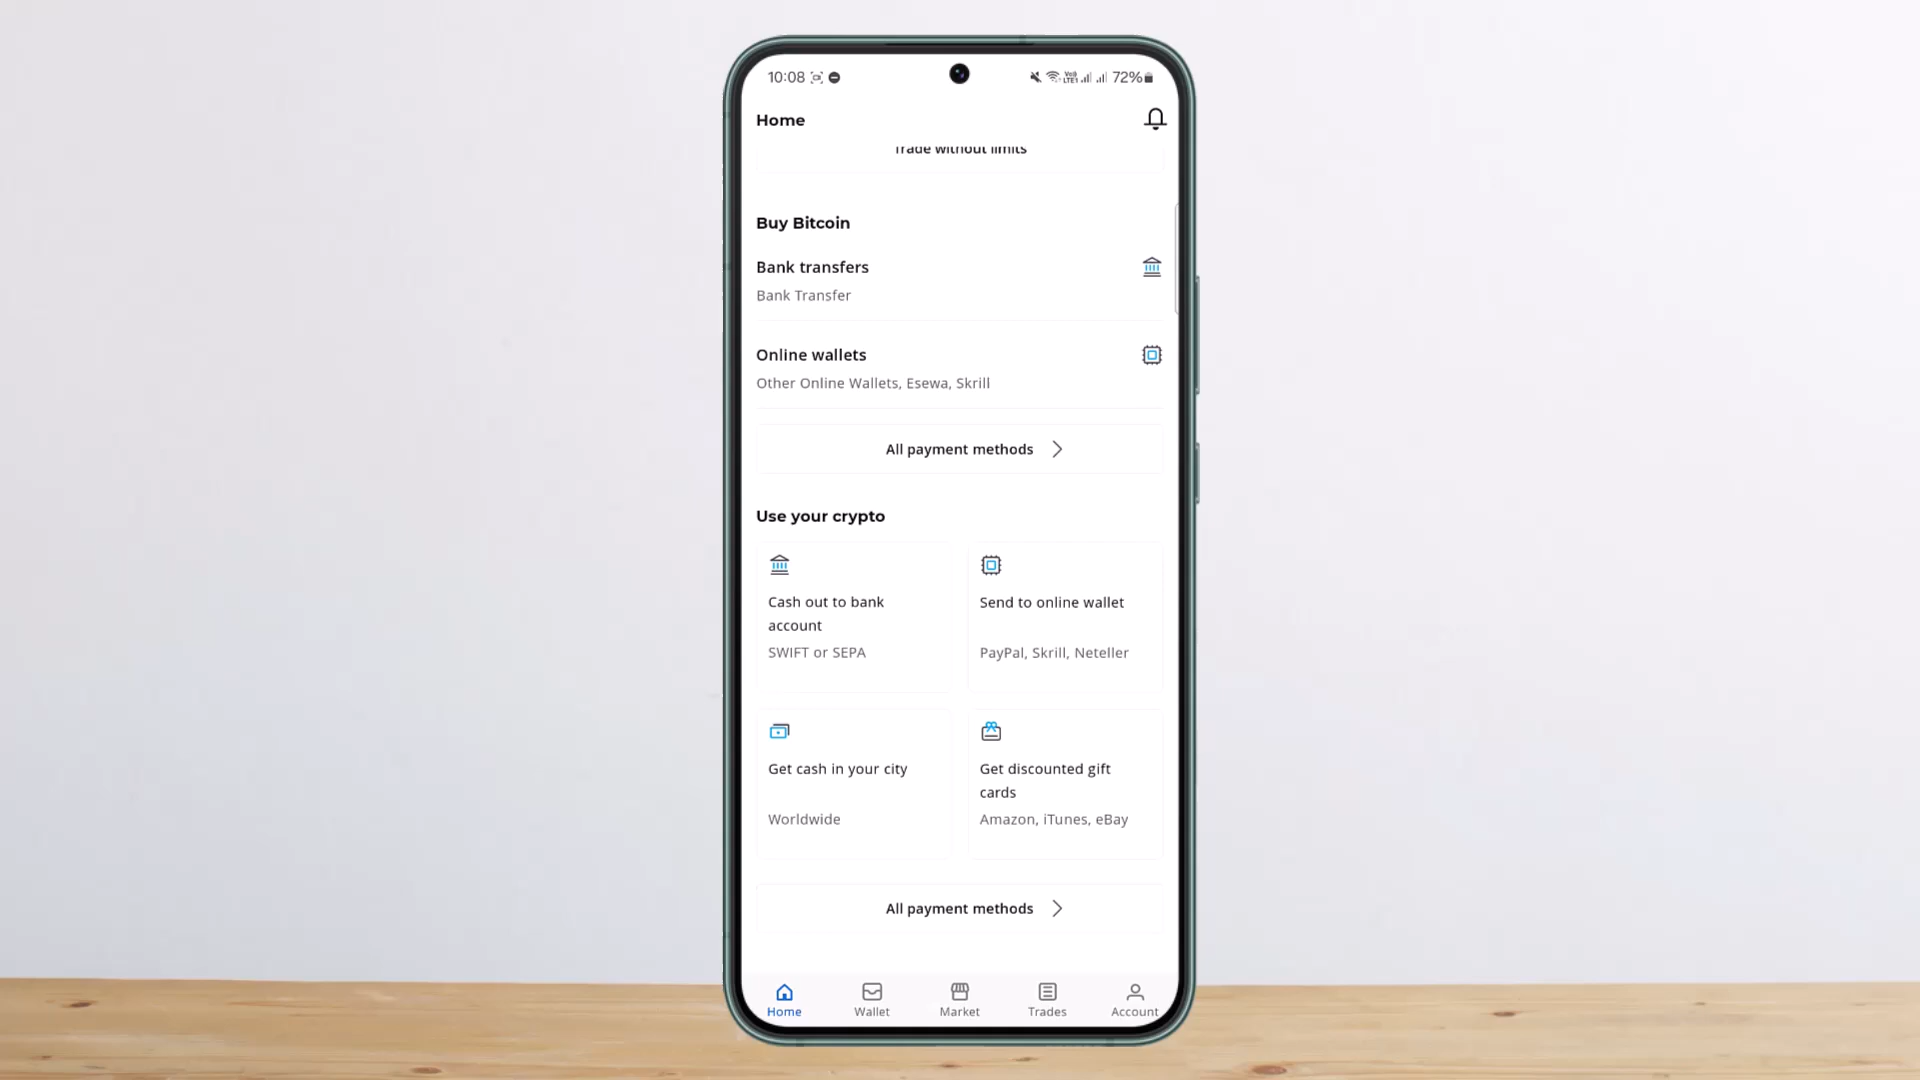 10:08 72%
Home
Trade without limits
Buy Bitcoin
Bank transfers
Bank Transfer
Online wallets
Other Online Wallets, Esewa, Skrill
All payment methods
Use your crypto
Cash out to bank
account
SWIFT or SEPA
Send to online wallet
PayPal, Skrill, Neteller
Get cash in your city
Worldwide
Get discounted gift
cards
Amazon, iTunes, eBay
All payment methods
Home Wallet Market Trades Account